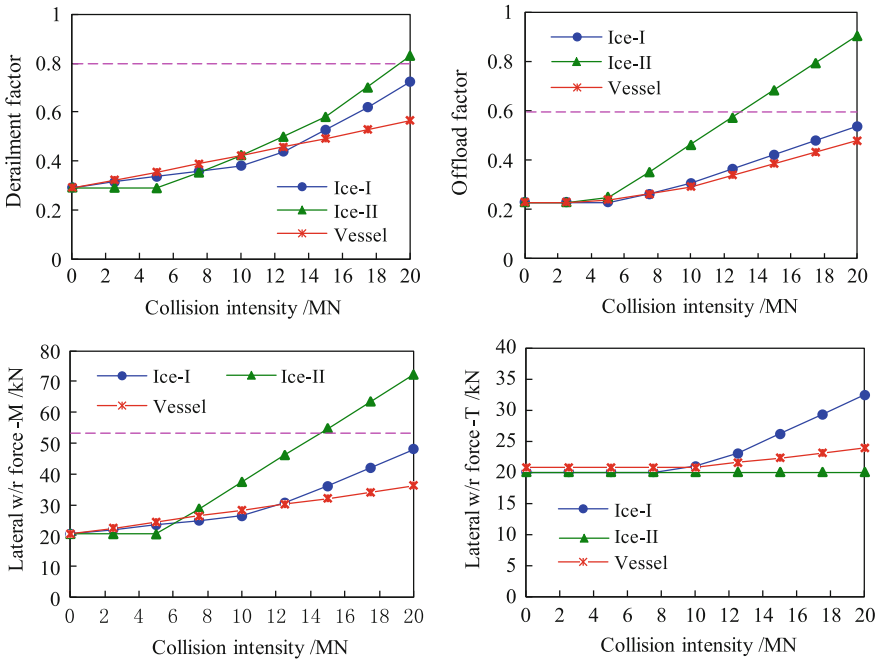 Derailment factor
1
0.8
0.6
0.4
0.2
0
Ice-I
Ice-II
Vessel
0 2 4 6 8 10 12 14 16 18 20
Collision intensity /MN
Offload factor
1
0.8
0.6
0.4
0.2
0
Ice-I
Ice-II
Vessel
0 2 4 6 8 10 12 14 16 18 20
Collision intensity /MN
Lateral w/r force-M /kN
80
70
60
50
40
30
20
10
0
Ice-I Ice-II
Vessel
0 2 4 6 8 10 12 14 16 18 20
Collision intensity /MN
Lateral w/r force-T /kN
40
35
30
25
20
15
10
5
0
Ice-I
Ice-II
Vessel
0 2 4 6 8 10 12 14 16 18 20
Collision intensity /MN